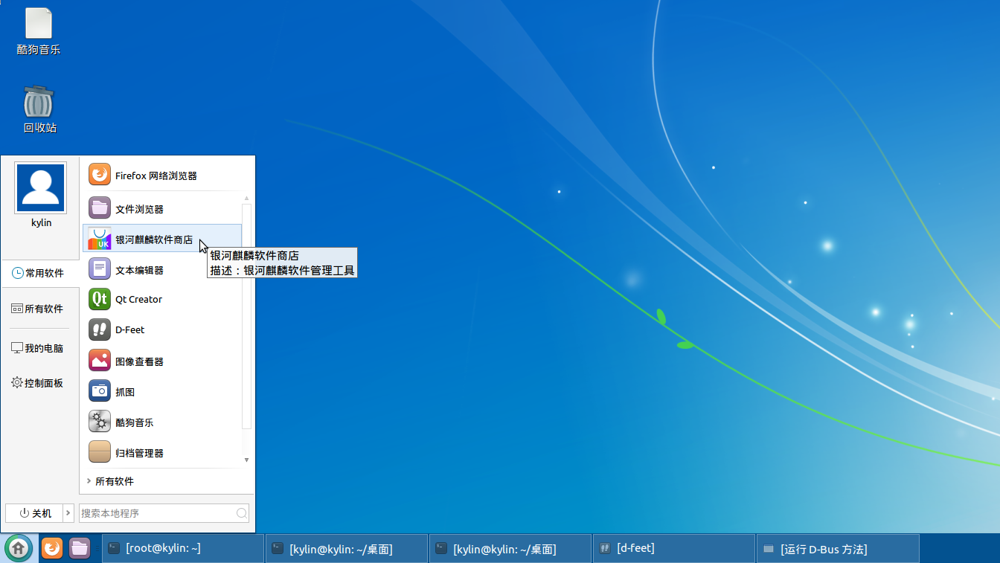 酷狗音乐
回收站
kylin
常用软件
所有软件
我的电脑
控制面板
Firefox 网络浏览器
文件浏览器
UK
银河麒麟软件商店
文本编辑器
Qt
Qt Creator
D-Feet
图像查看器
抓图
酷狗音乐
归档管理器
所有软件
银河麒麟软件商店
描述：银河麒麟软件管理工具
关机
搜索本地程序
[root@kylin: ~]
[kylin@kylin: ~/桌面]
[kylin@kylin: ~/桌面]
[d-feet]
[运行 D-Bus 方法]